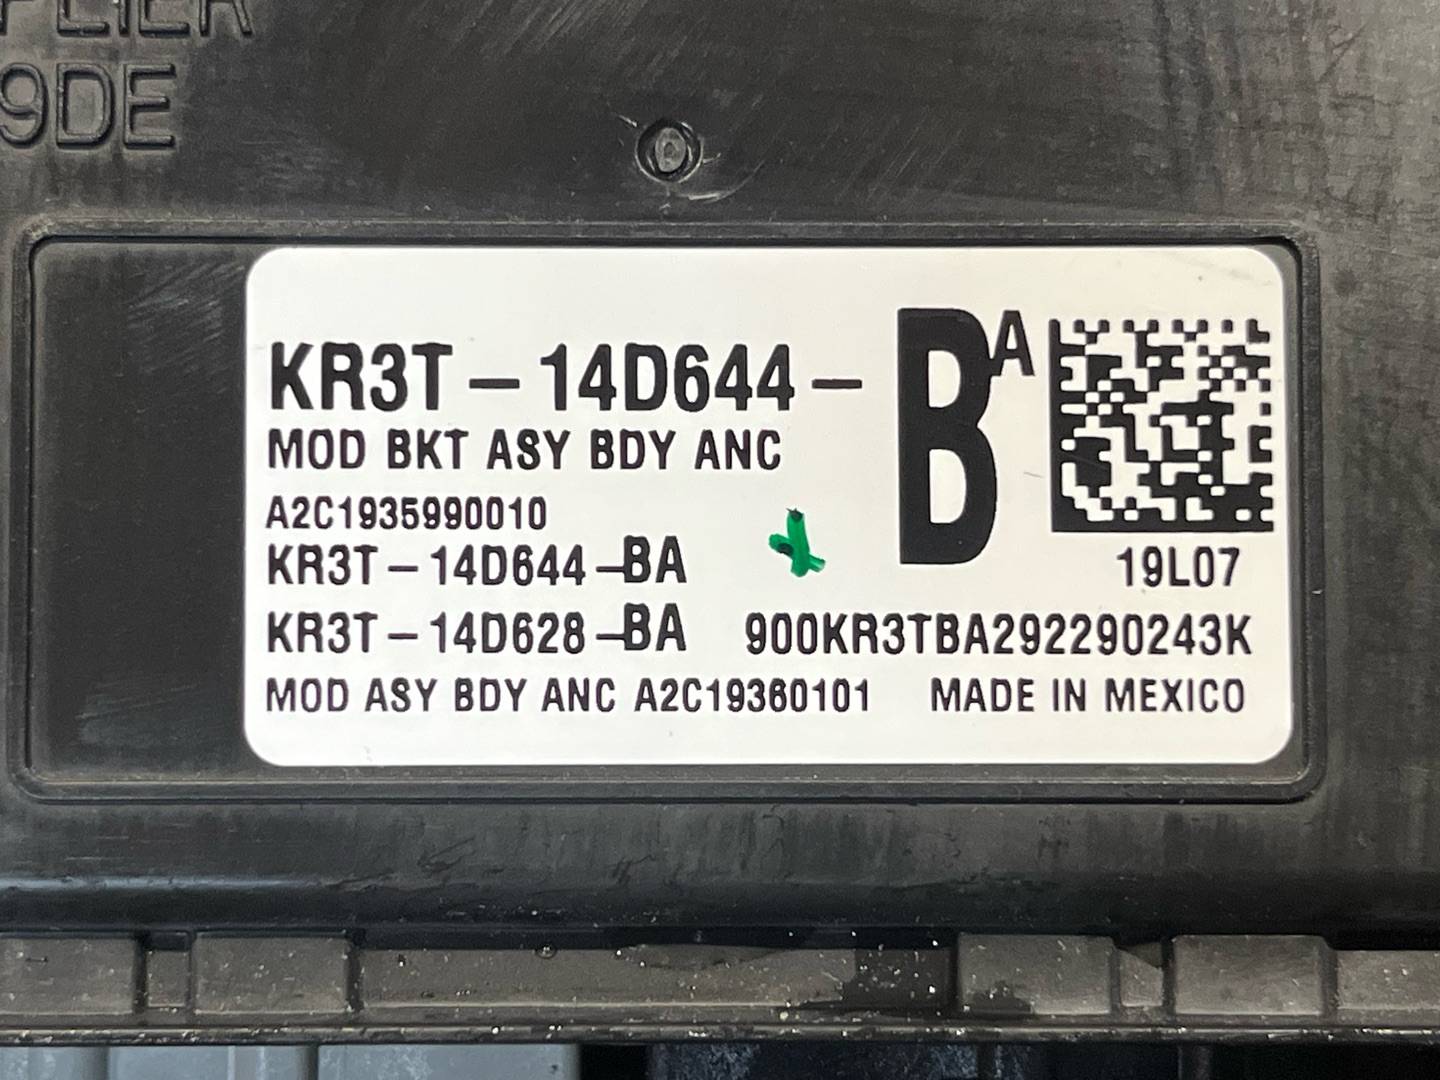 9DE
KR3T-14D644-BA
MOD BKT ASY BDY ANC
A2C1935990010
KR3T-14D644-BA
19L07
KR3T-14D628-BA 900KR3TBA292290243K
MOD ASY BDY ANC A2C19360101 MADE IN MEXICO